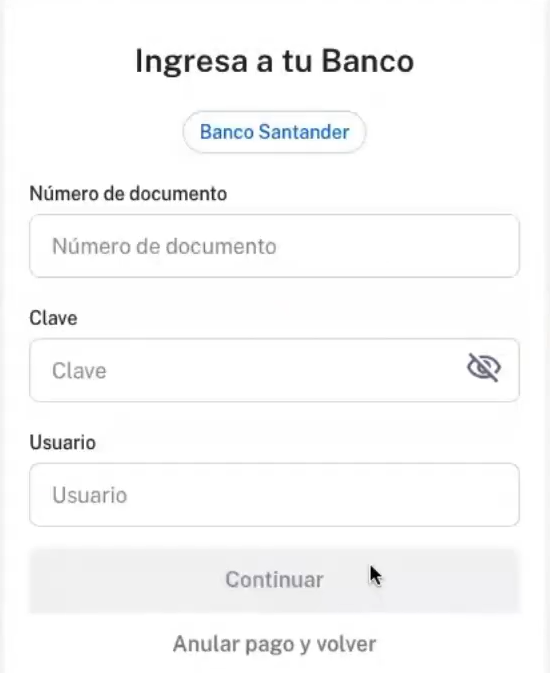 Ingresa a tu Banco
Banco Santander
Número de documento
Número de documento
Clave
Clave
Usuario
Usuario
Continuar
Anular pago y volver